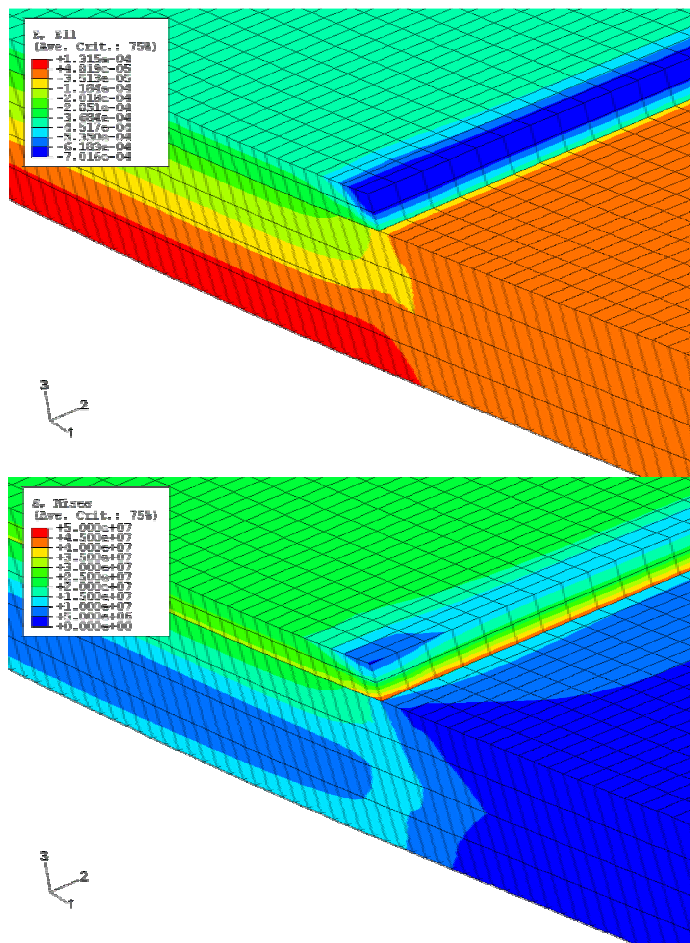 E, E11
(Ave. Crit.: 75%)
+1.315e-04
+4.819e-05
-3.513e-05
-1.184e-04
-2.018e-04
-2.851e-04
-3.684e-04
-4.517e-04
-5.350e-04
-6.183e-04
-7.016e-04
3
2
1
S, Mises
(Ave. Crit.: 75%)
+5.000e+07
+4.500e+07
+4.000e+07
+3.500e+07
+3.000e+07
+2.500e+07
+2.000e+07
+1.500e+07
+1.000e+07
+5.000e+06
+0.000e+00
3
2
1